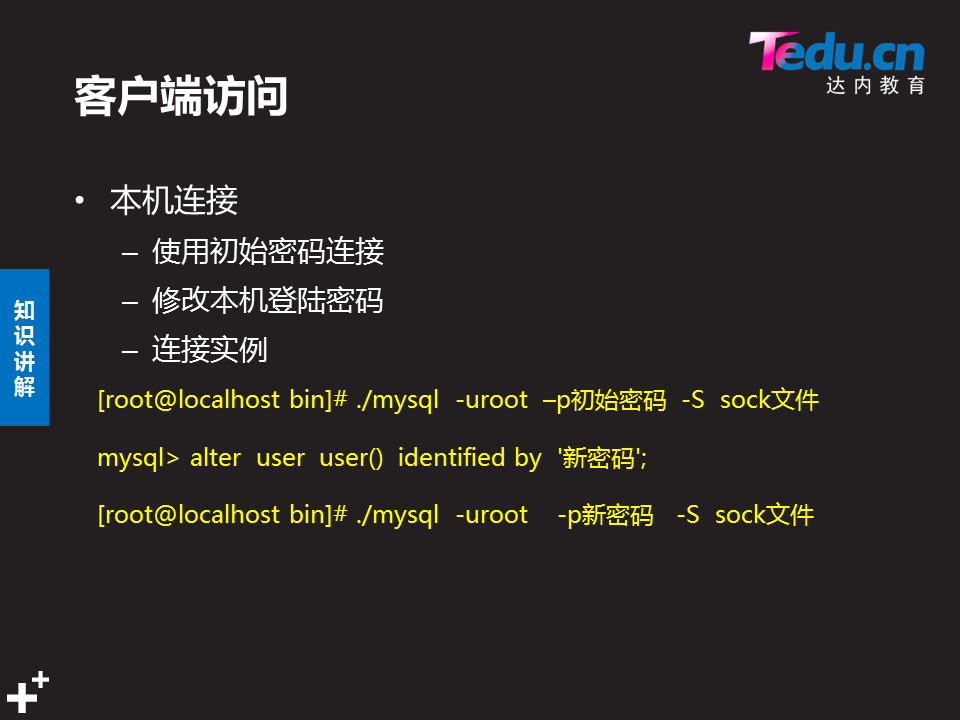 Tedu.cn
达内教育
客户端访问
• 本机连接
– 使用初始密码连接
– 修改本机登陆密码
– 连接实例
知识讲解
[root@localhost bin]# ./mysql -uroot –p初始密码 -S sock文件
mysql> alter user user() identified by '新密码';
[root@localhost bin]# ./mysql -uroot -p新密码 -S sock文件